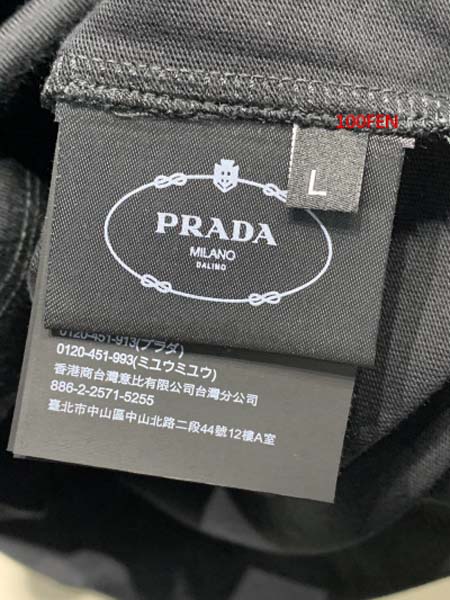 100FEN
L
PRADA
MILANO
DALINO
0120-451-913(プラダ)
0120-451-993(ミュウミュウ)
香港商台灣意比有限公司台灣分公司
886-2-2571-5255
臺北市中山區中山北路二段44號12樓A室